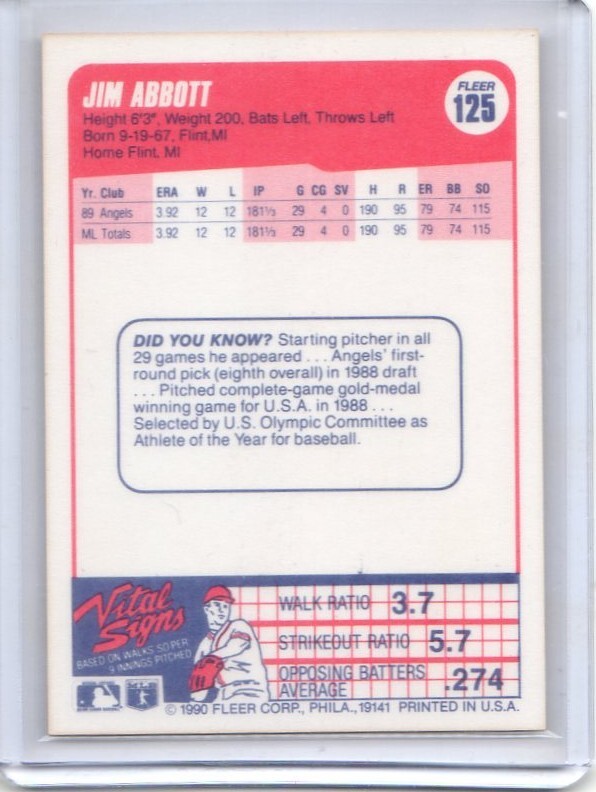 JIM ABBOTT
FLEER
125
Height 6'3", Weight 200, Bats Left, Throws Left
Born 9-19-67, Flint,MI
Home Flint, MI
Yr. Club ERA W L IP G CG SV H R ER BB SO
89 Angels 3.92 12 12 181⅓ 29 4 0 190 95 79 74 115
ML Totals 3.92 12 12 181⅓ 29 4 0 190 95 79 74 115
DID YOU KNOW? Starting pitcher in all
29 games he appeared . . . Angels' first-
round pick (eighth overall) in 1988 draft
. . . Pitched complete-game gold-medal
winning game for U.S.A. in 1988 . . .
Selected by U.S. Olympic Committee as
Athlete of the Year for baseball.
Vital
Signs
BASED ON WALKS, SO PER
9 INNINGS PITCHED
WALK RATIO 3.7
STRIKEOUT RATIO 5.7
OPPOSING BATTERS
AVERAGE .274
© 1990 FLEER CORP., PHILA.,19141 PRINTED IN U.S.A.